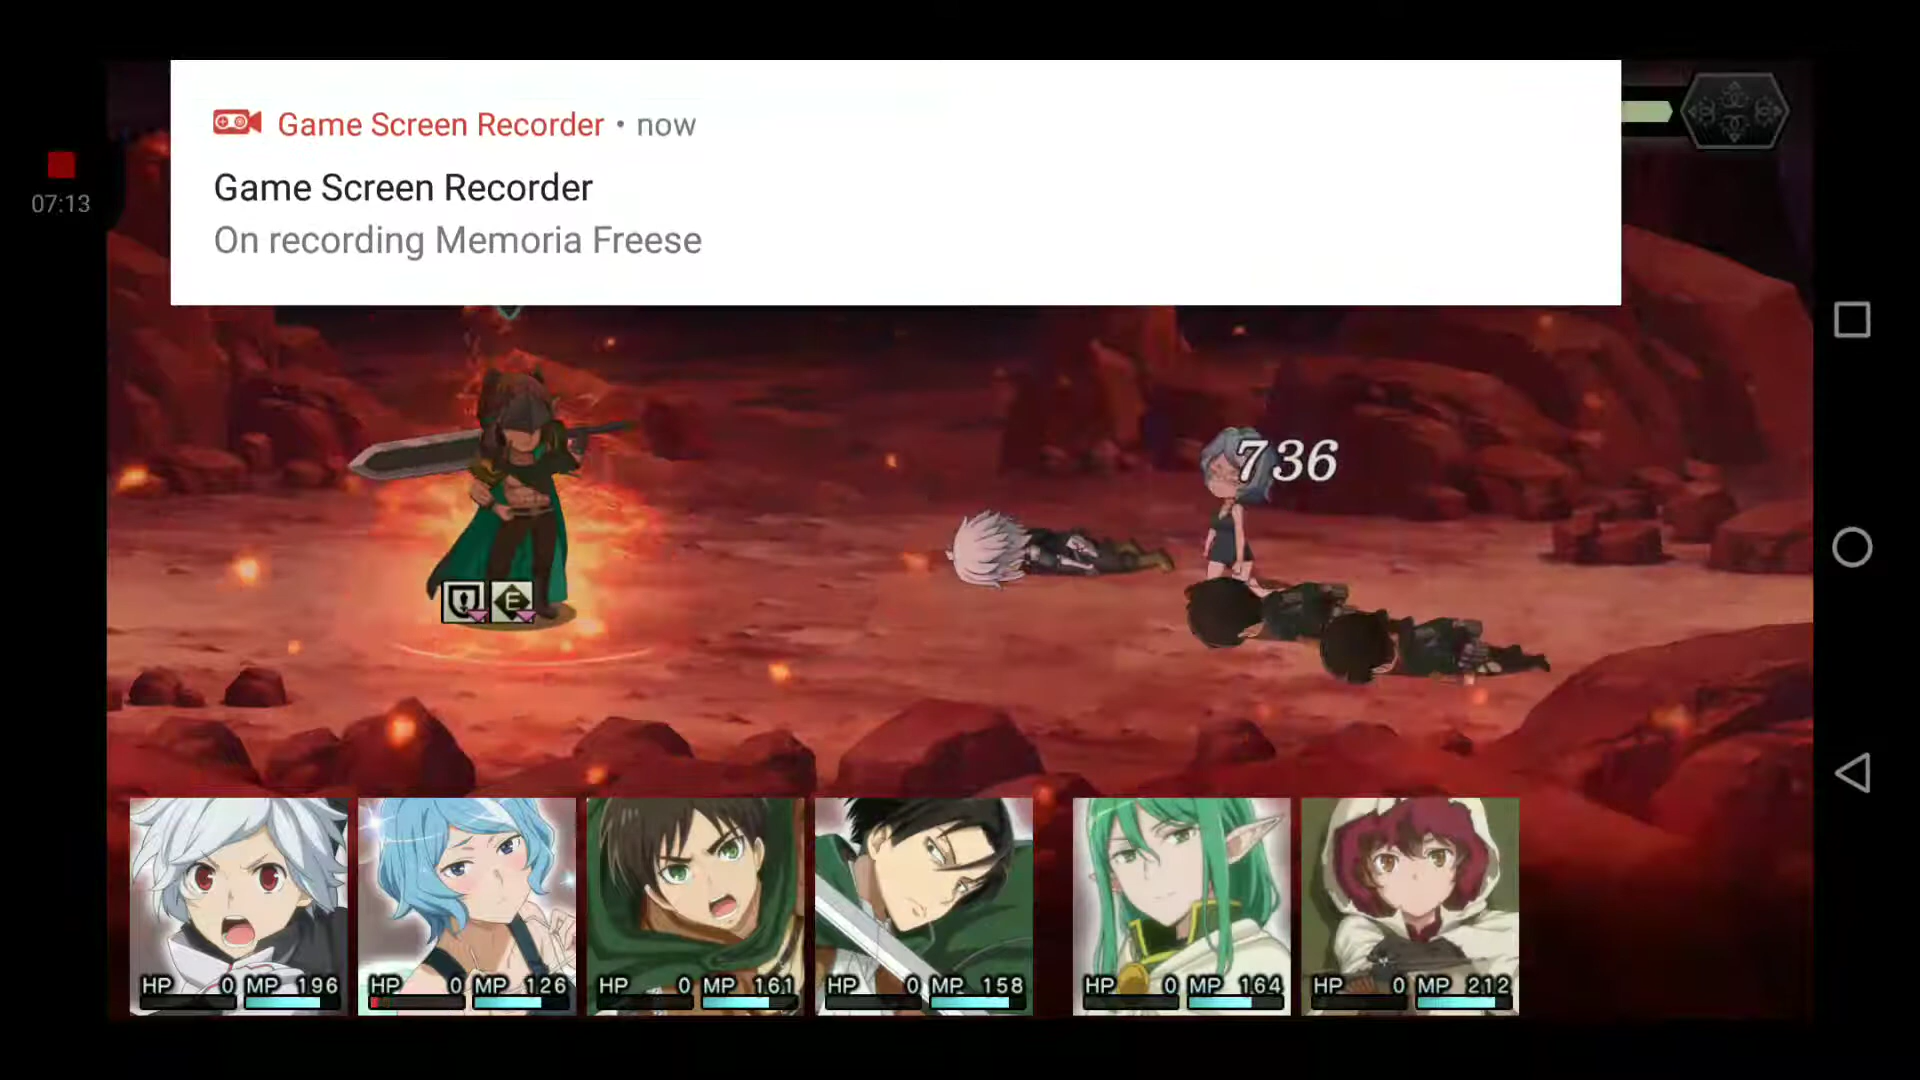 Game Screen Recorder • now
Game Screen Recorder
On recording Memoria Freese
07:13
736
E
HP 0 MP 196
HP 0 MP 126
HP 0 MP 161
HP 0 MP 158
HP 0 MP 164
HP 0 MP 212